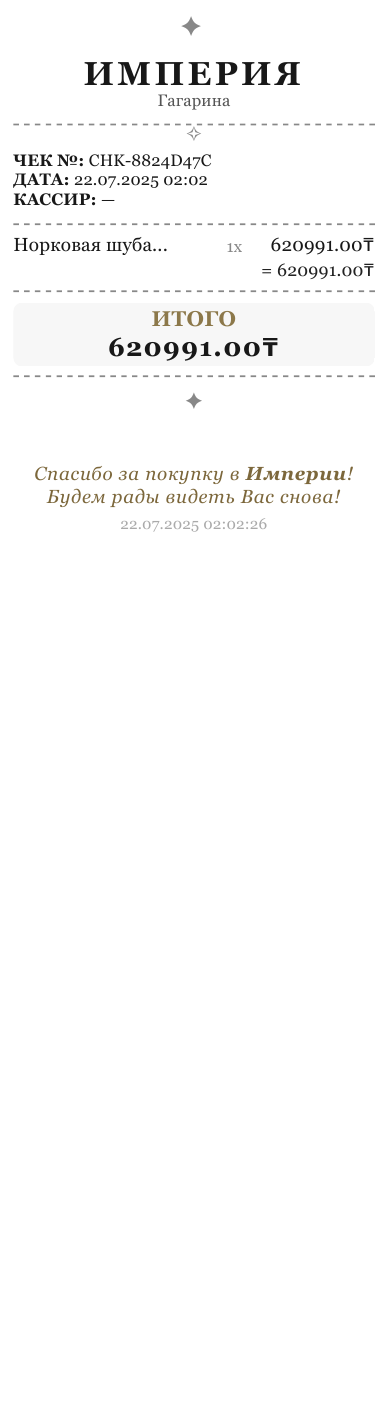 ИМПЕРИЯ
Гагарина
ЧЕК №: CHK-8824D47C
ДАТА: 22.07.2025 02:02
КАССИР: —
Норковая шуба... 1x 620991.00₸
= 620991.00₸
ИТОГО
620991.00₸
Спасибо за покупку в Империи!
Будем рады видеть Вас снова!
22.07.2025 02:02:26